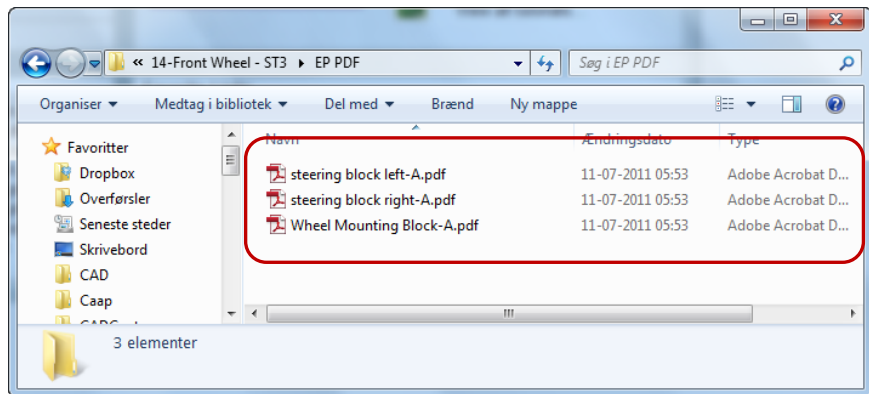 « 14-Front Wheel - ST3 EP PDF
Søg i EP PDF
Organiser Medtag i bibliotek Del med Brænd Ny mappe
Favoritter
Dropbox
Overførsler
Seneste steder
Skrivebord
CAD
Caap
Navn Ændringsdato Type
steering block left-A.pdf 11-07-2011 05:53 Adobe Acrobat D...
steering block right-A.pdf 11-07-2011 05:53 Adobe Acrobat D...
Wheel Mounting Block-A.pdf 11-07-2011 05:53 Adobe Acrobat D...
3 elementer